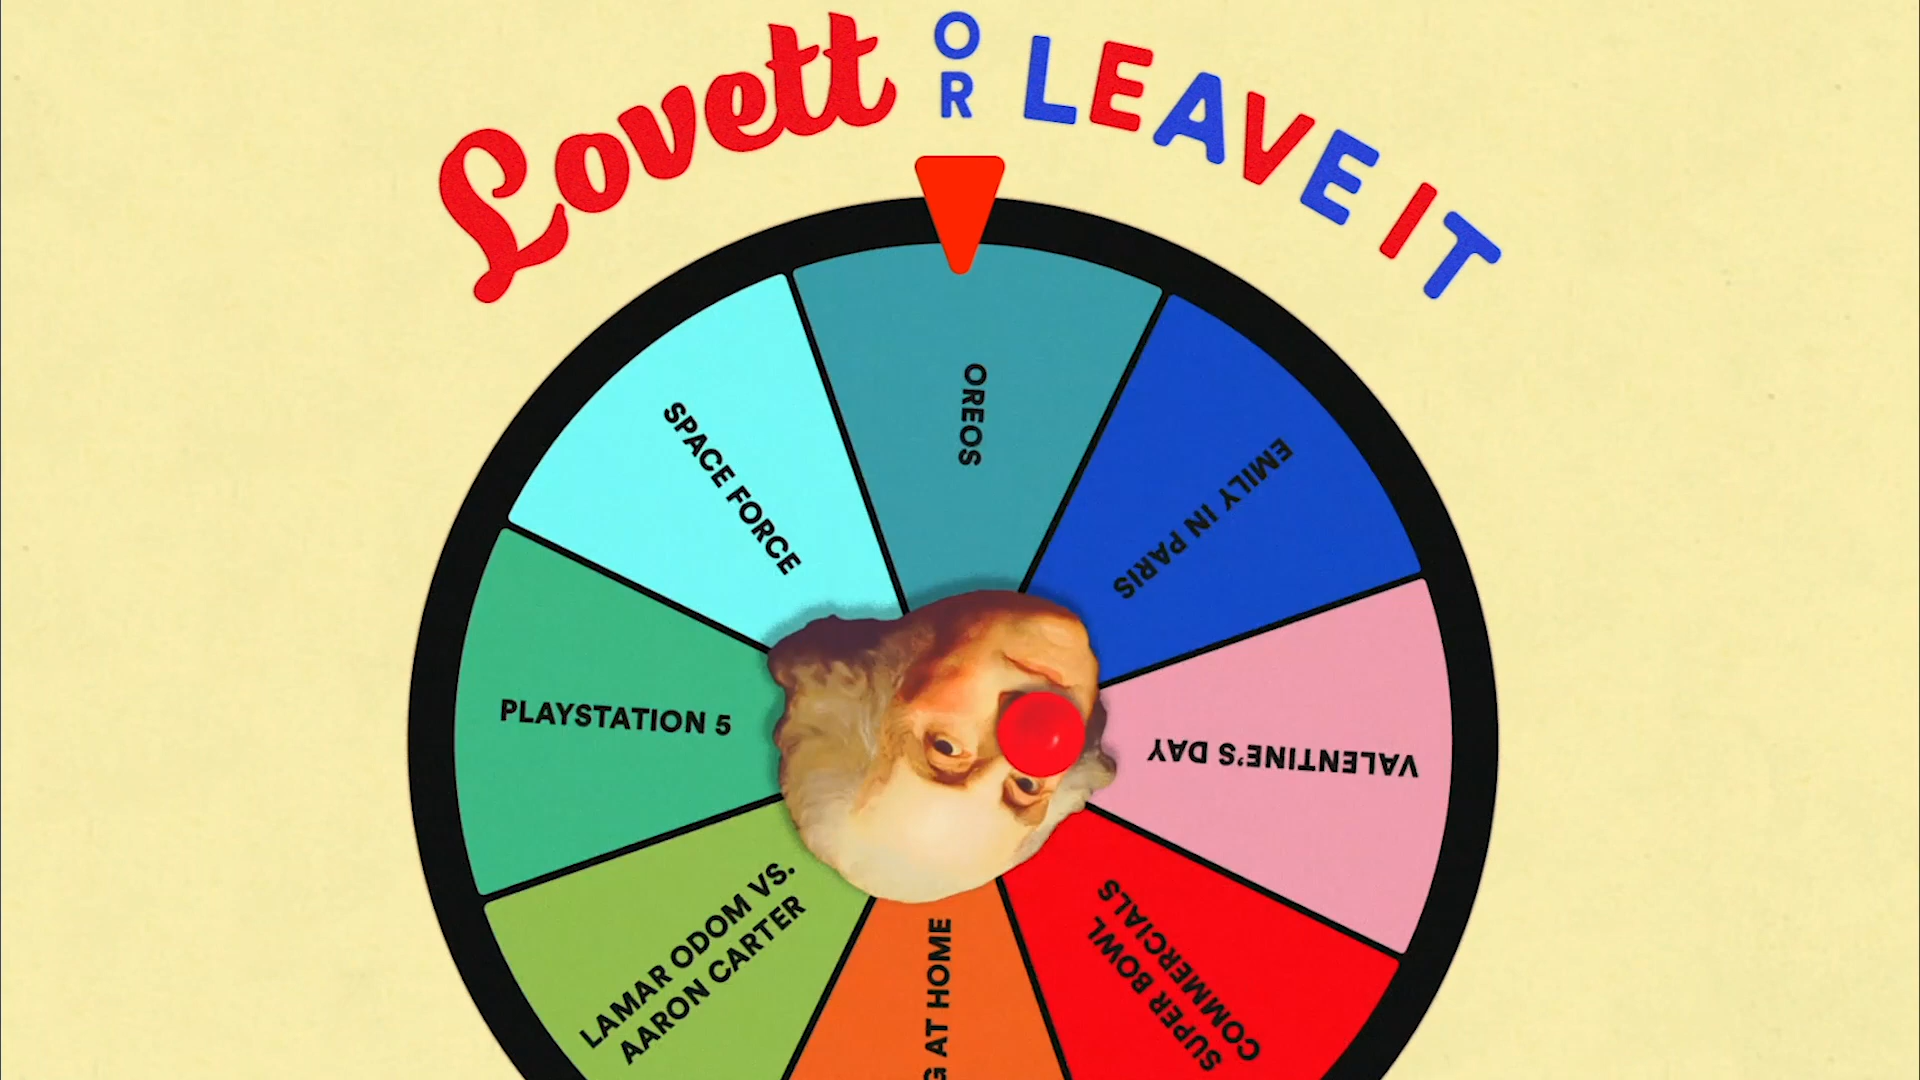 Lovett
OR
LEAVE IT
OREOS
EMILY IN PARIS
VALENTINE'S DAY
SUPER BOWL
COMMERCIALS
G AT HOME
LAMAR ODOM VS.
AARON CARTER
PLAYSTATION 5
SPACE FORCE